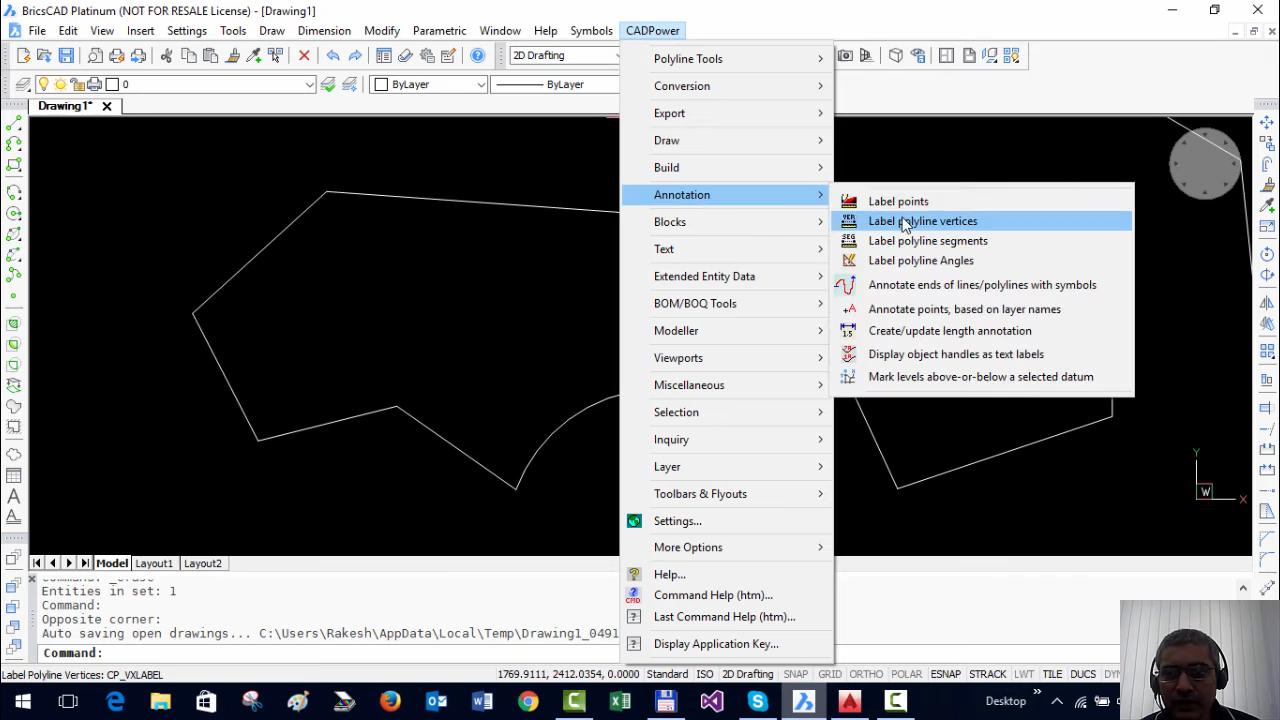 BricsCAD Platinum (NOT FOR RESALE License) - [Drawing1]
File Edit View Insert Settings Tools Draw Dimension Modify Parametric Window Help Symbols CADPower
2D Drafting
0 ByLayer ByLayer
Drawing1*
Polyline Tools
Conversion
Export
Draw
Build
Annotation
Blocks
Text
Extended Entity Data
BOM/BOQ Tools
Modeller
Viewports
Miscellaneous
Selection
Inquiry
Layer
Toolbars & Flyouts
Settings...
More Options
Help...
Command Help (htm)...
Last Command Help (htm)...
Display Application Key...
Label points
Label polyline vertices
Label polyline segments
Label polyline Angles
Annotate ends of lines/polylines with symbols
Annotate points, based on layer names
Create/update length annotation
Display object handles as text labels
Mark levels above-or-below a selected datum
Y
W X
Model Layout1 Layout2
Command: _erase
Entities in set: 1
Command:
Opposite corner:
Auto saving open drawings... C:\Users\Rakesh\AppData\Local\Temp\Drawing1_0491
Command:
Label Polyline Vertices: CP_VXLABEL
1769.9111, 2412.0354, 0.0000 Standard ISO 2D Drafting SNAP GRID ORTHO POLAR ESNAP STRACK LWT TILE DUCS
Desktop